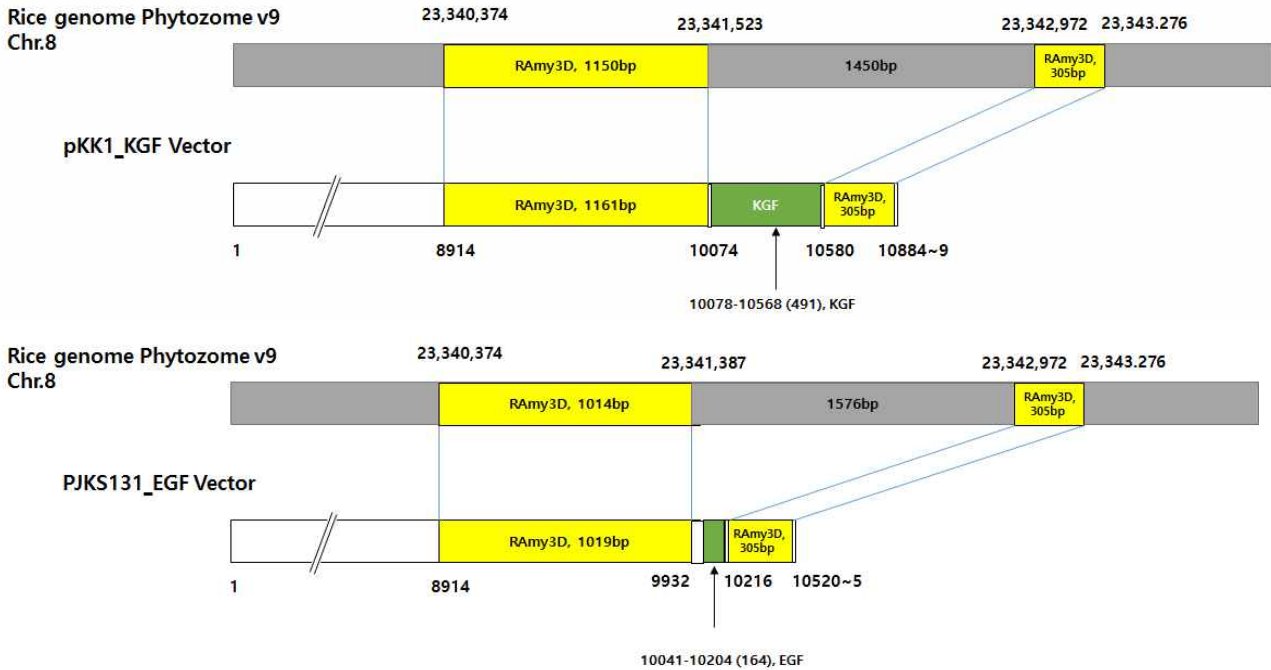 Rice genome Phytozome v9
Chr.8
23,340,374
23,341,523
23,342,972
23,343.276
RAmy3D, 1150bp
1450bp
RAmy3D,
305bp
pKK1_KGF Vector
RAmy3D, 1161bp
KGF
RAmy3D,
305bp
1
8914
10074
10580
10884~9
10078-10568 (491), KGF
Rice genome Phytozome v9
Chr.8
23,340,374
23,341,387
23,342,972
23,343.276
RAmy3D, 1014bp
1576bp
RAmy3D,
305bp
PJKS131_EGF Vector
RAmy3D, 1019bp
RAmy3D,
305bp
1
8914
9932
10216
10520~5
10041-10204 (164), EGF